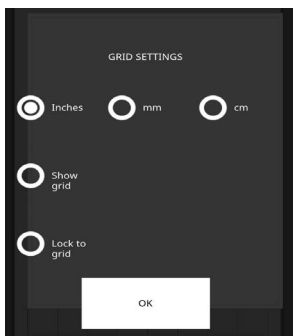 GRID SETTINGS
Inches mm cm
Show
grid
Lock to
grid
OK